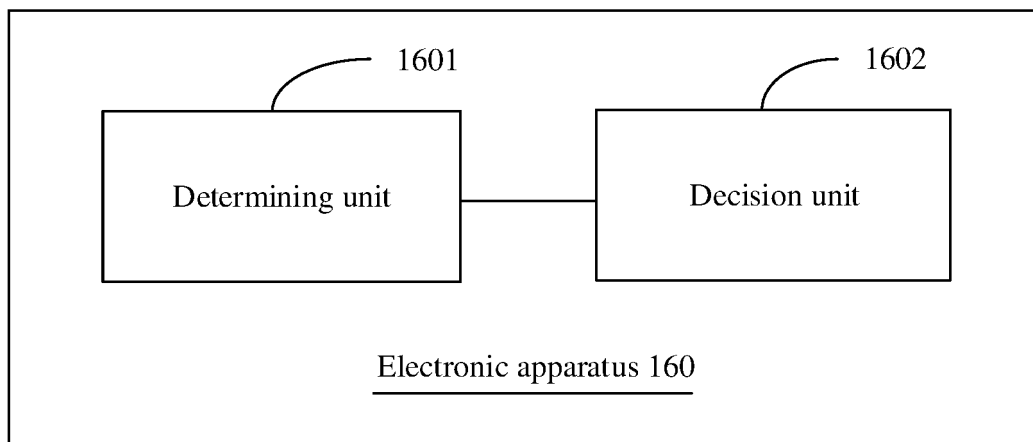 1601
1602
Determining unit
Decision unit
Electronic apparatus 160